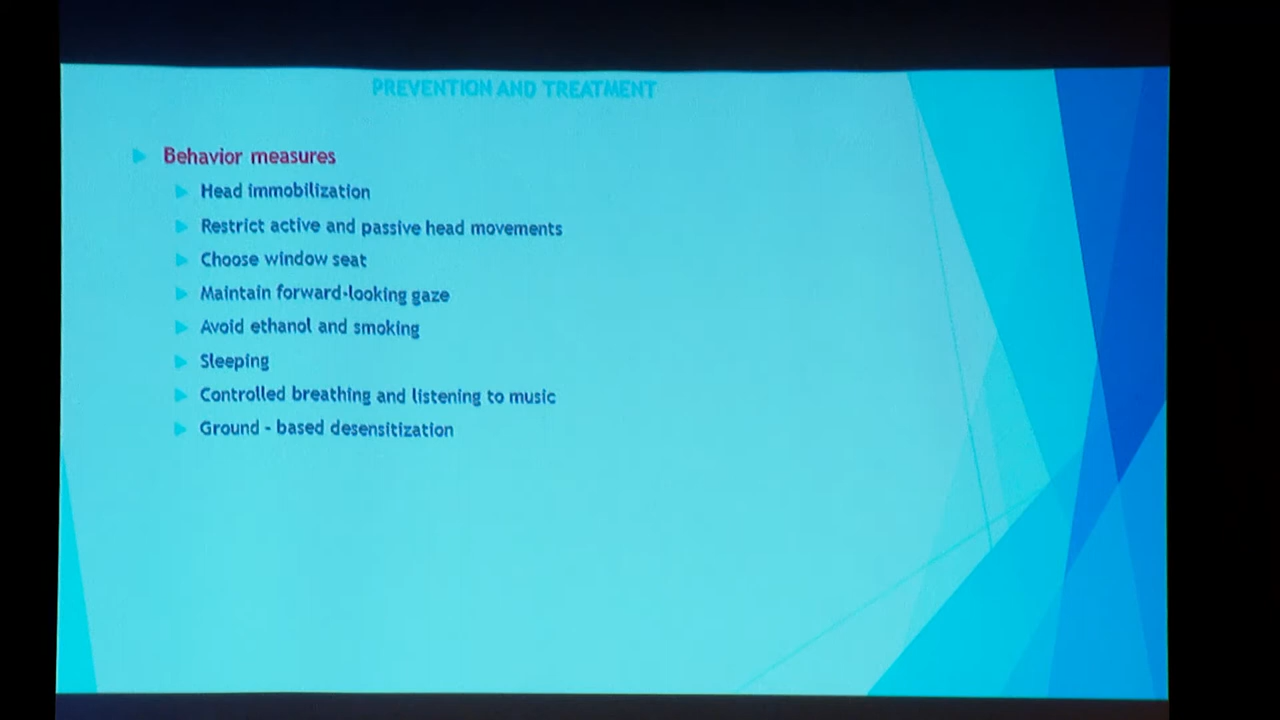 PREVENTION AND TREATMENT
Behavior measures
Head immobilization
Restrict active and passive head movements
Choose window seat
Maintain forward-looking gaze
Avoid ethanol and smoking
Sleeping
Controlled breathing and listening to music
Ground - based desensitization